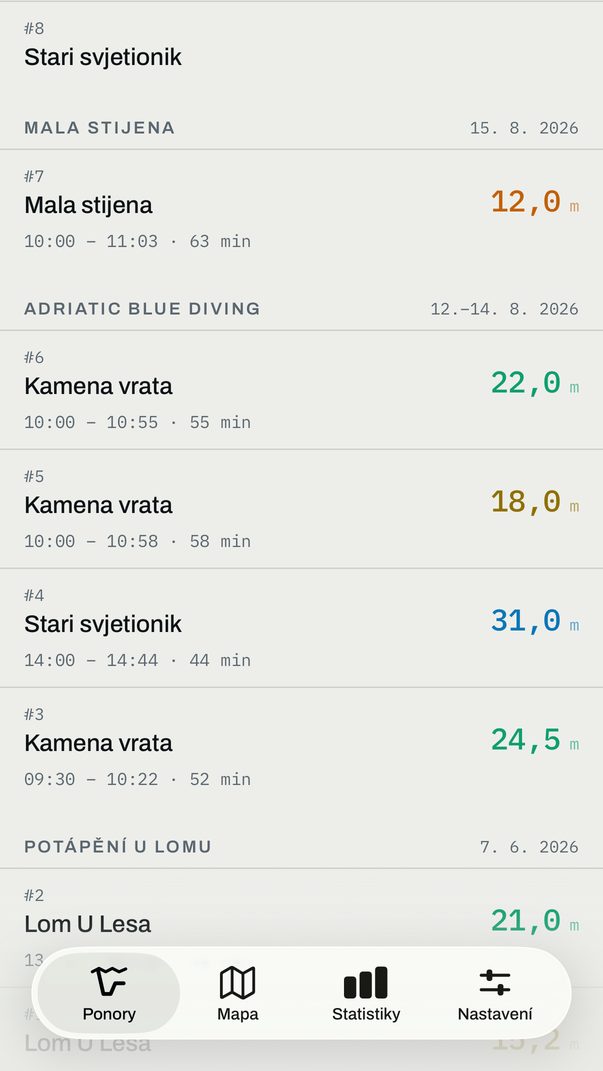 #8
Stari svjetionik
MALA STIJENA 15. 8. 2026
#7
Mala stijena 12,0 m
10:00 – 11:03 · 63 min
ADRIATIC BLUE DIVING 12.–14. 8. 2026
#6
Kamena vrata 22,0 m
10:00 – 10:55 · 55 min
#5
Kamena vrata 18,0 m
10:00 – 10:58 · 58 min
#4
Stari svjetionik 31,0 m
14:00 – 14:44 · 44 min
#3
Kamena vrata 24,5 m
09:30 – 10:22 · 52 min
POTÁPĚNÍ U LOMU 7. 6. 2026
#2
Lom U Lesa 21,0 m
Ponory Mapa Statistiky Nastavení
Lom U Lesa 15,2 m